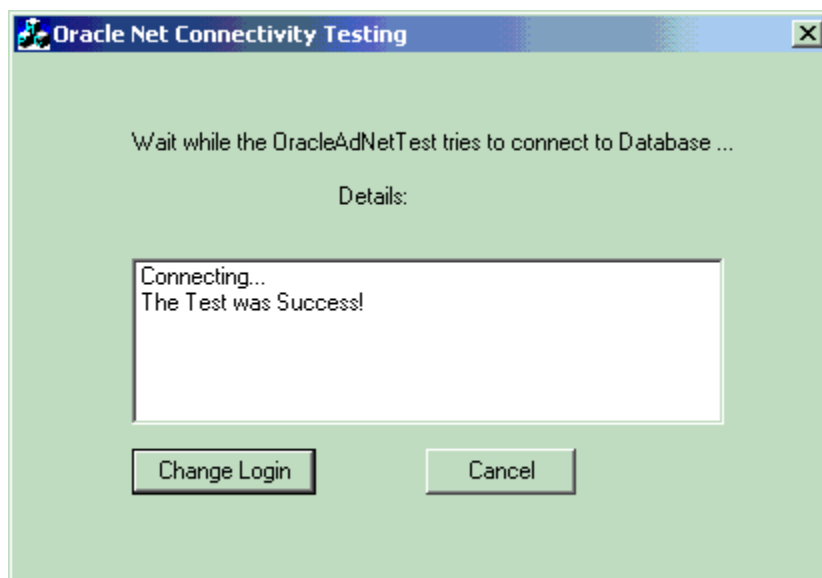 Oracle Net Connectivity Testing
Wait while the OracleAdNetTest tries to connect to Database ...
Details:
Connecting...
The Test was Success!
Change Login
Cancel